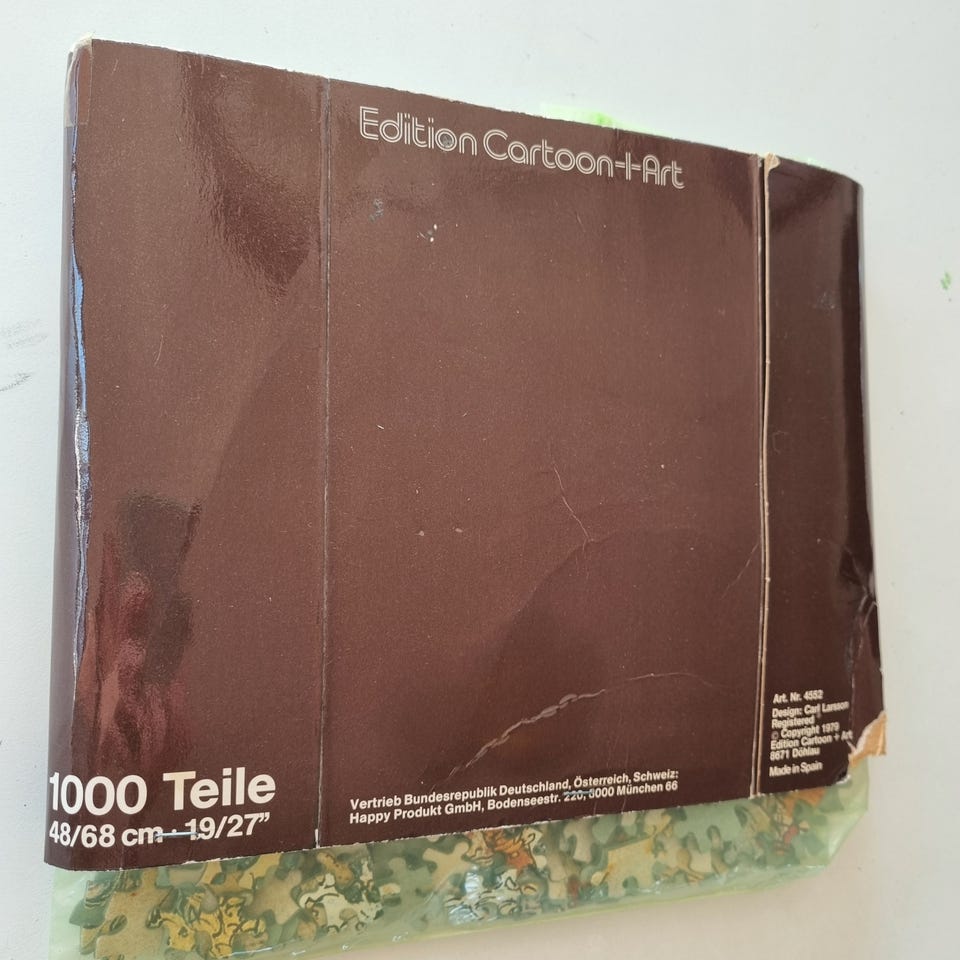 Edition Cartoon+Art
1000 Teile
48/68 cm · 19/27”
Vertrieb Bundesrepublik Deutschland, Österreich, Schweiz:
Happy Produkt GmbH, Bodenseestr. 220, 8000 München 66
Art. Nr. 4552
Design: Carl Larsson
Registered
© Copyright 1979
Edition Cartoon + Art
8671 Döhlau
Made in Spain